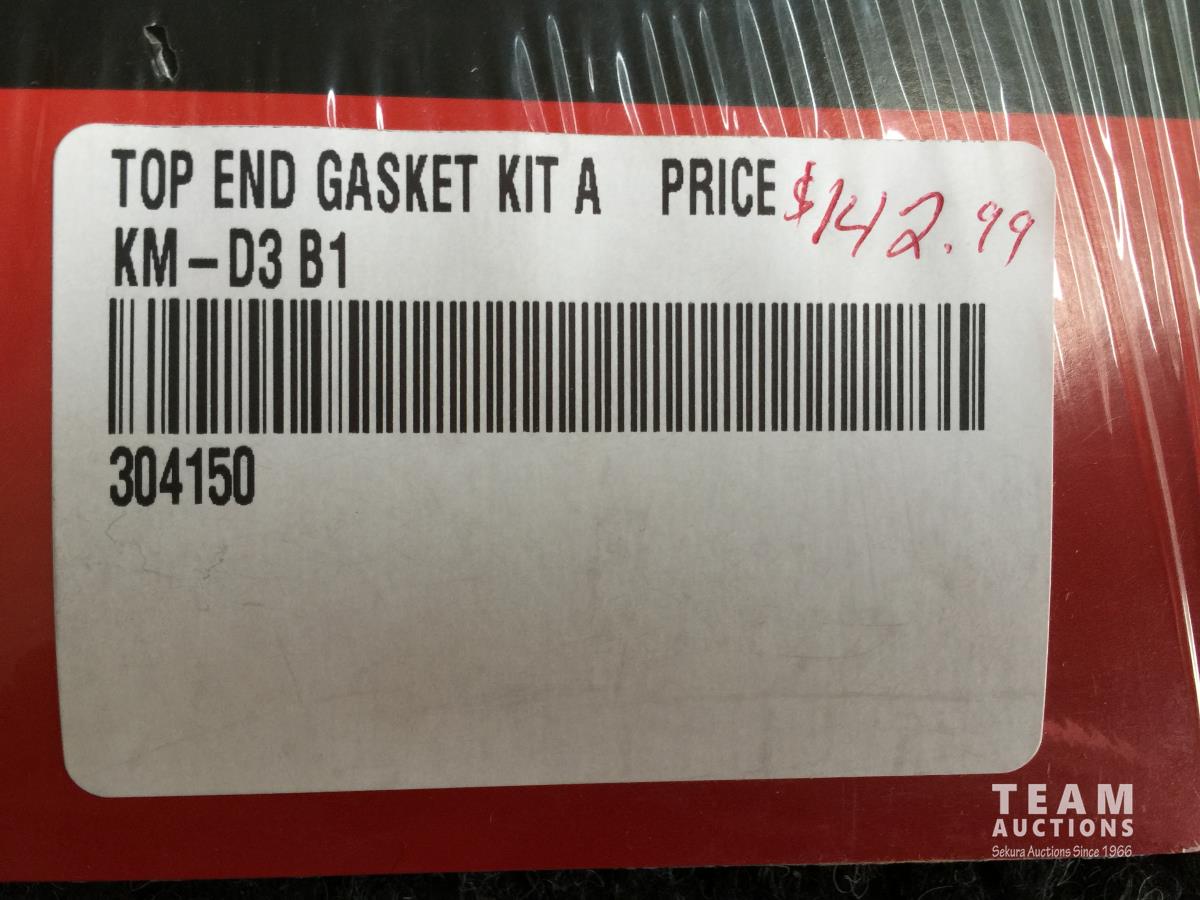 TOP END GASKET KIT A PRICE $142.99
KM-D3 B1
304150
TEAM
AUCTIONS
Sekura Auctions Since 1966